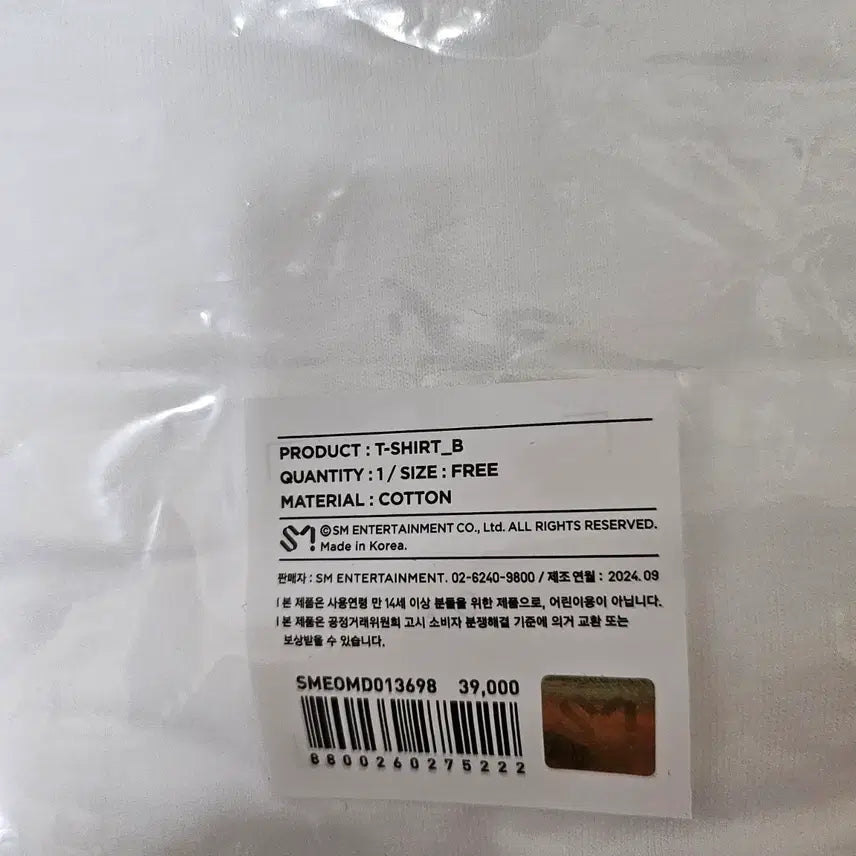 PRODUCT : T-SHIRT_B
QUANTITY : 1 / SIZE : FREE
MATERIAL : COTTON
SM! ©SM ENTERTAINMENT CO., Ltd. ALL RIGHTS RESERVED.
Made in Korea.
판매자 : SM ENTERTAINMENT. 02-6240-9800 / 제조 연월 : 2024. 09
본 제품은 사용연령 만 14세 이상 분들을 위한 제품으로, 어린이용이 아닙니다.
본 제품은 공정거래위원회 고시 소비자 분쟁해결 기준에 의거 교환 또는
보상받을 수 있습니다.
SMEOMD013698 39,000
8800260275222
SM!